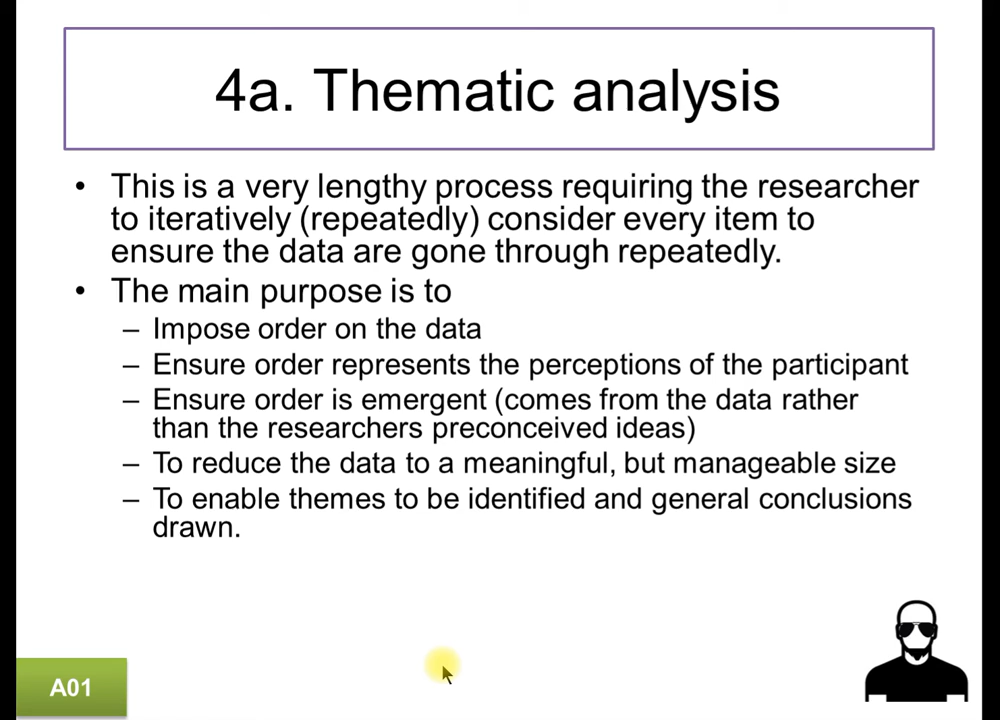 4a. Thematic analysis
• This is a very lengthy process requiring the researcher
to iteratively (repeatedly) consider every item to
ensure the data are gone through repeatedly.
• The main purpose is to
– Impose order on the data
– Ensure order represents the perceptions of the participant
– Ensure order is emergent (comes from the data rather
than the researchers preconceived ideas)
– To reduce the data to a meaningful, but manageable size
– To enable themes to be identified and general conclusions
drawn.
A01